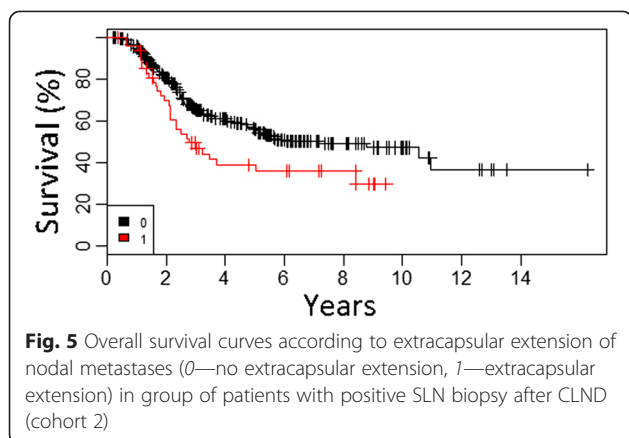 Survival (%)
80
60
40
20
0
0
1
0 2 4 6 8 10 12 14
Years
Fig. 5 Overall survival curves according to extracapsular extension of
nodal metastases (0—no extracapsular extension, 1—extracapsular
extension) in group of patients with positive SLN biopsy after CLND
(cohort 2)